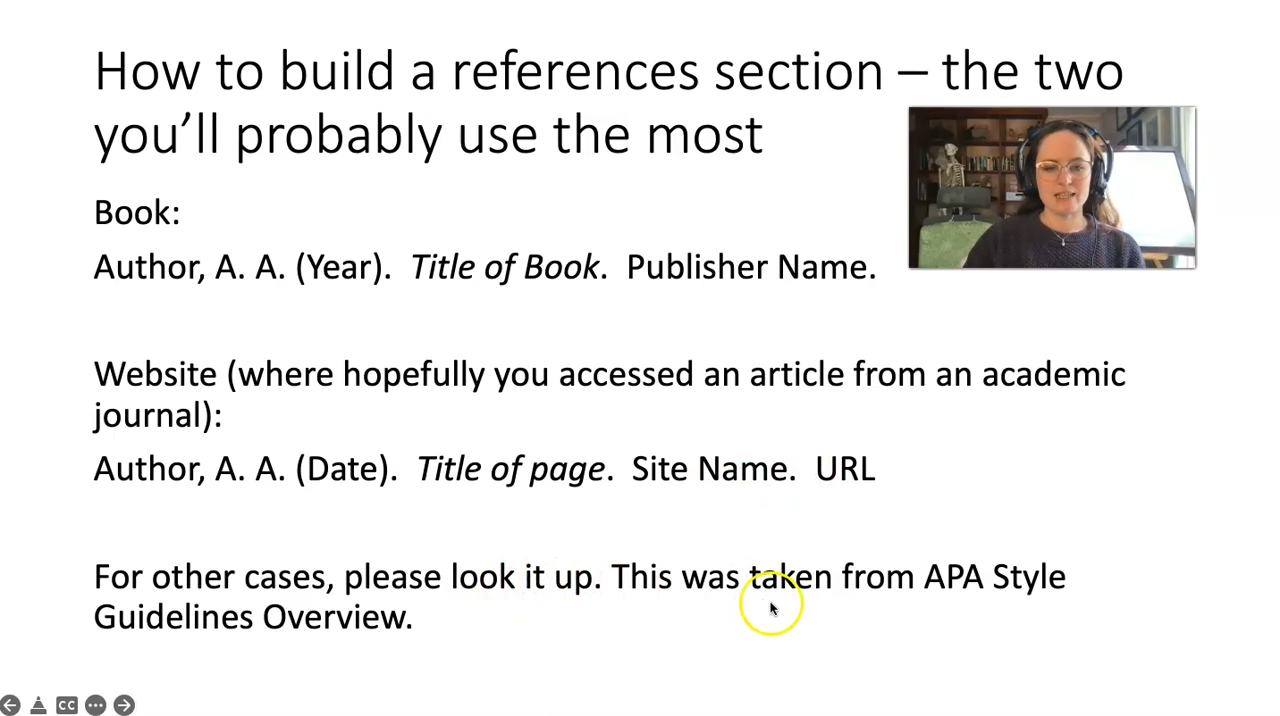 How to build a references section – the two
you’ll probably use the most
Book:
Author, A. A. (Year).  Title of Book.  Publisher Name.
Website (where hopefully you accessed an article from an academic
journal):
Author, A. A. (Date).  Title of page.  Site Name.  URL
For other cases, please look it up. This was taken from APA Style
Guidelines Overview.
CC